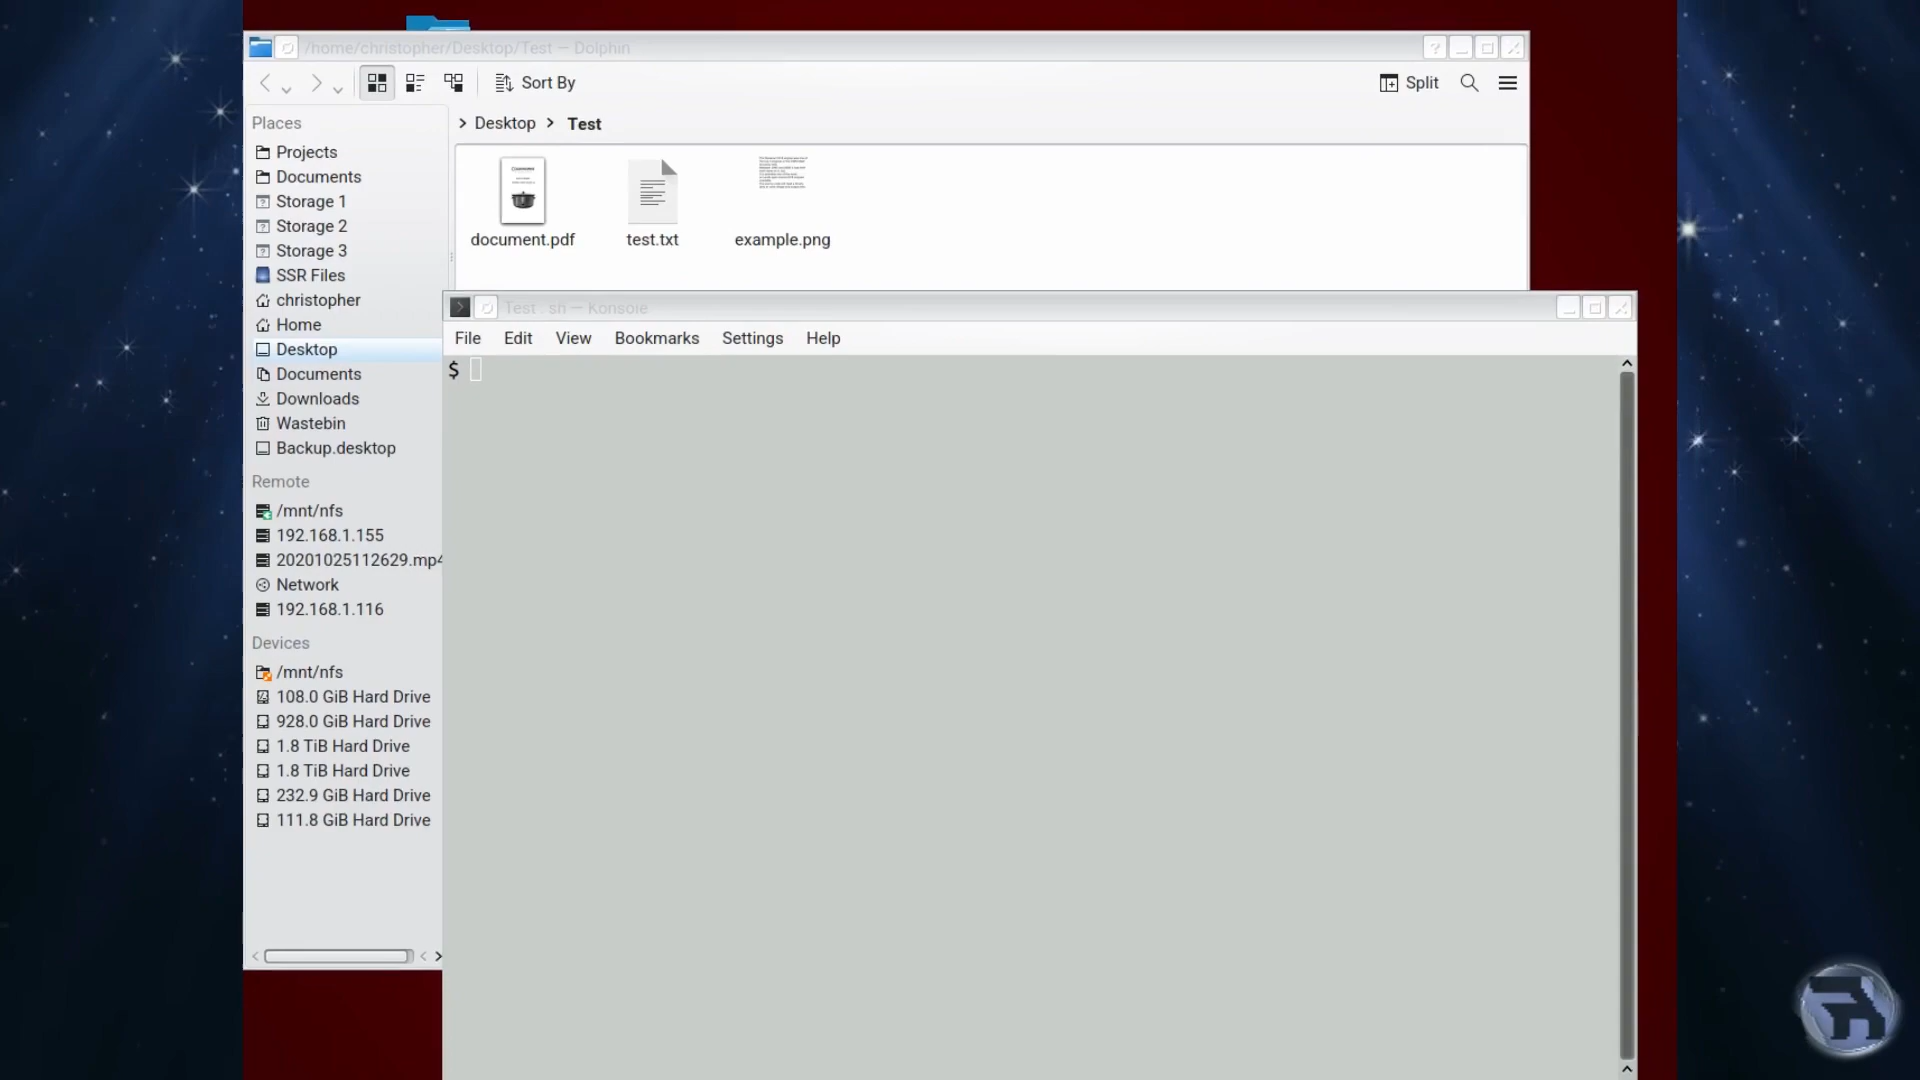 /home/christopher/Desktop/Test — Dolphin
Sort By
Split
Places
Projects
Documents
Storage 1
Storage 2
Storage 3
SSR Files
christopher
Home
Desktop
Documents
Downloads
Wastebin
Backup.desktop
Remote
/mnt/nfs
192.168.1.155
20201025112629.mp4
Network
192.168.1.116
Devices
/mnt/nfs
108.0 GiB Hard Drive
928.0 GiB Hard Drive
1.8 TiB Hard Drive
1.8 TiB Hard Drive
232.9 GiB Hard Drive
111.8 GiB Hard Drive
> Desktop > Test
document.pdf
test.txt
example.png
Test : sh — Konsole
File Edit View Bookmarks Settings Help
$